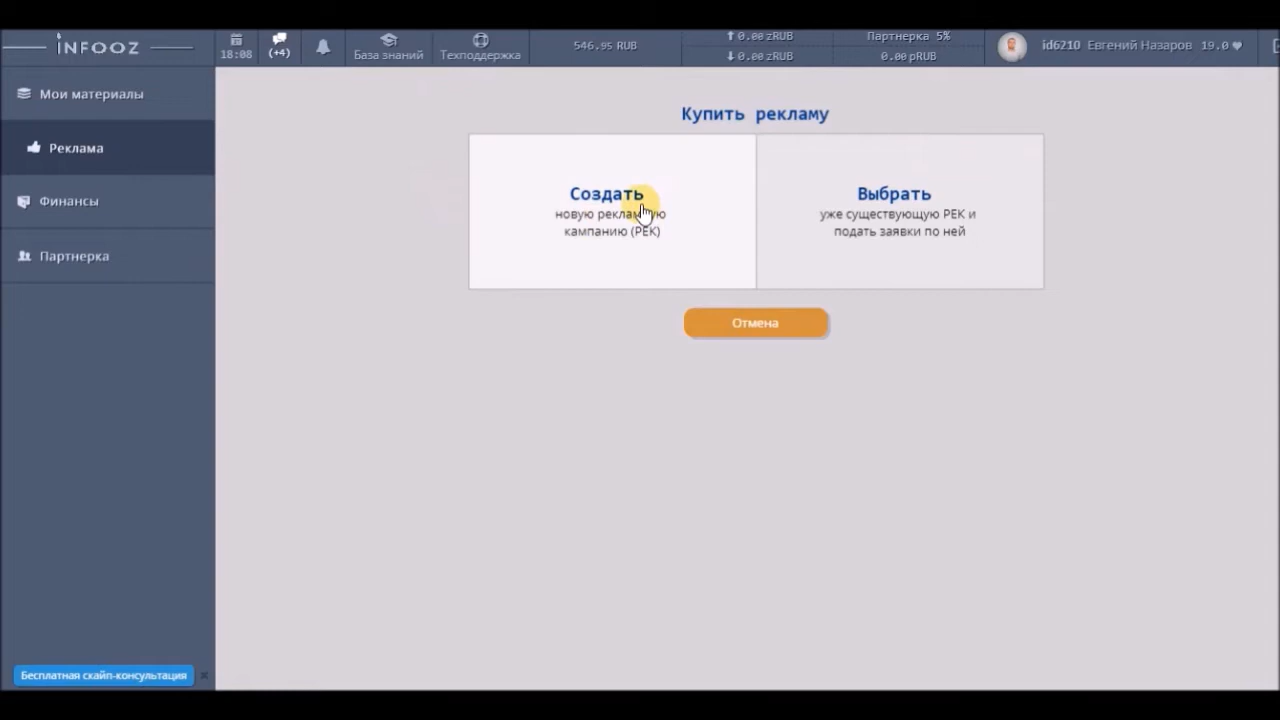 iNFOOZ
18:08
(+4)
База знаний
Техподдержка
546.95 RUB
0.00 zRUB
0.00 zRUB
Партнерка 5%
0.00 pRUB
id6210 Евгений Назаров 19.0
Мои материалы
Реклама
Финансы
Партнерка
Купить рекламу
Создать
новую рекламную
кампанию (РЕК)
Выбрать
уже существующую РЕК и
подать заявки по ней
Отмена
Бесплатная скайп-консультация